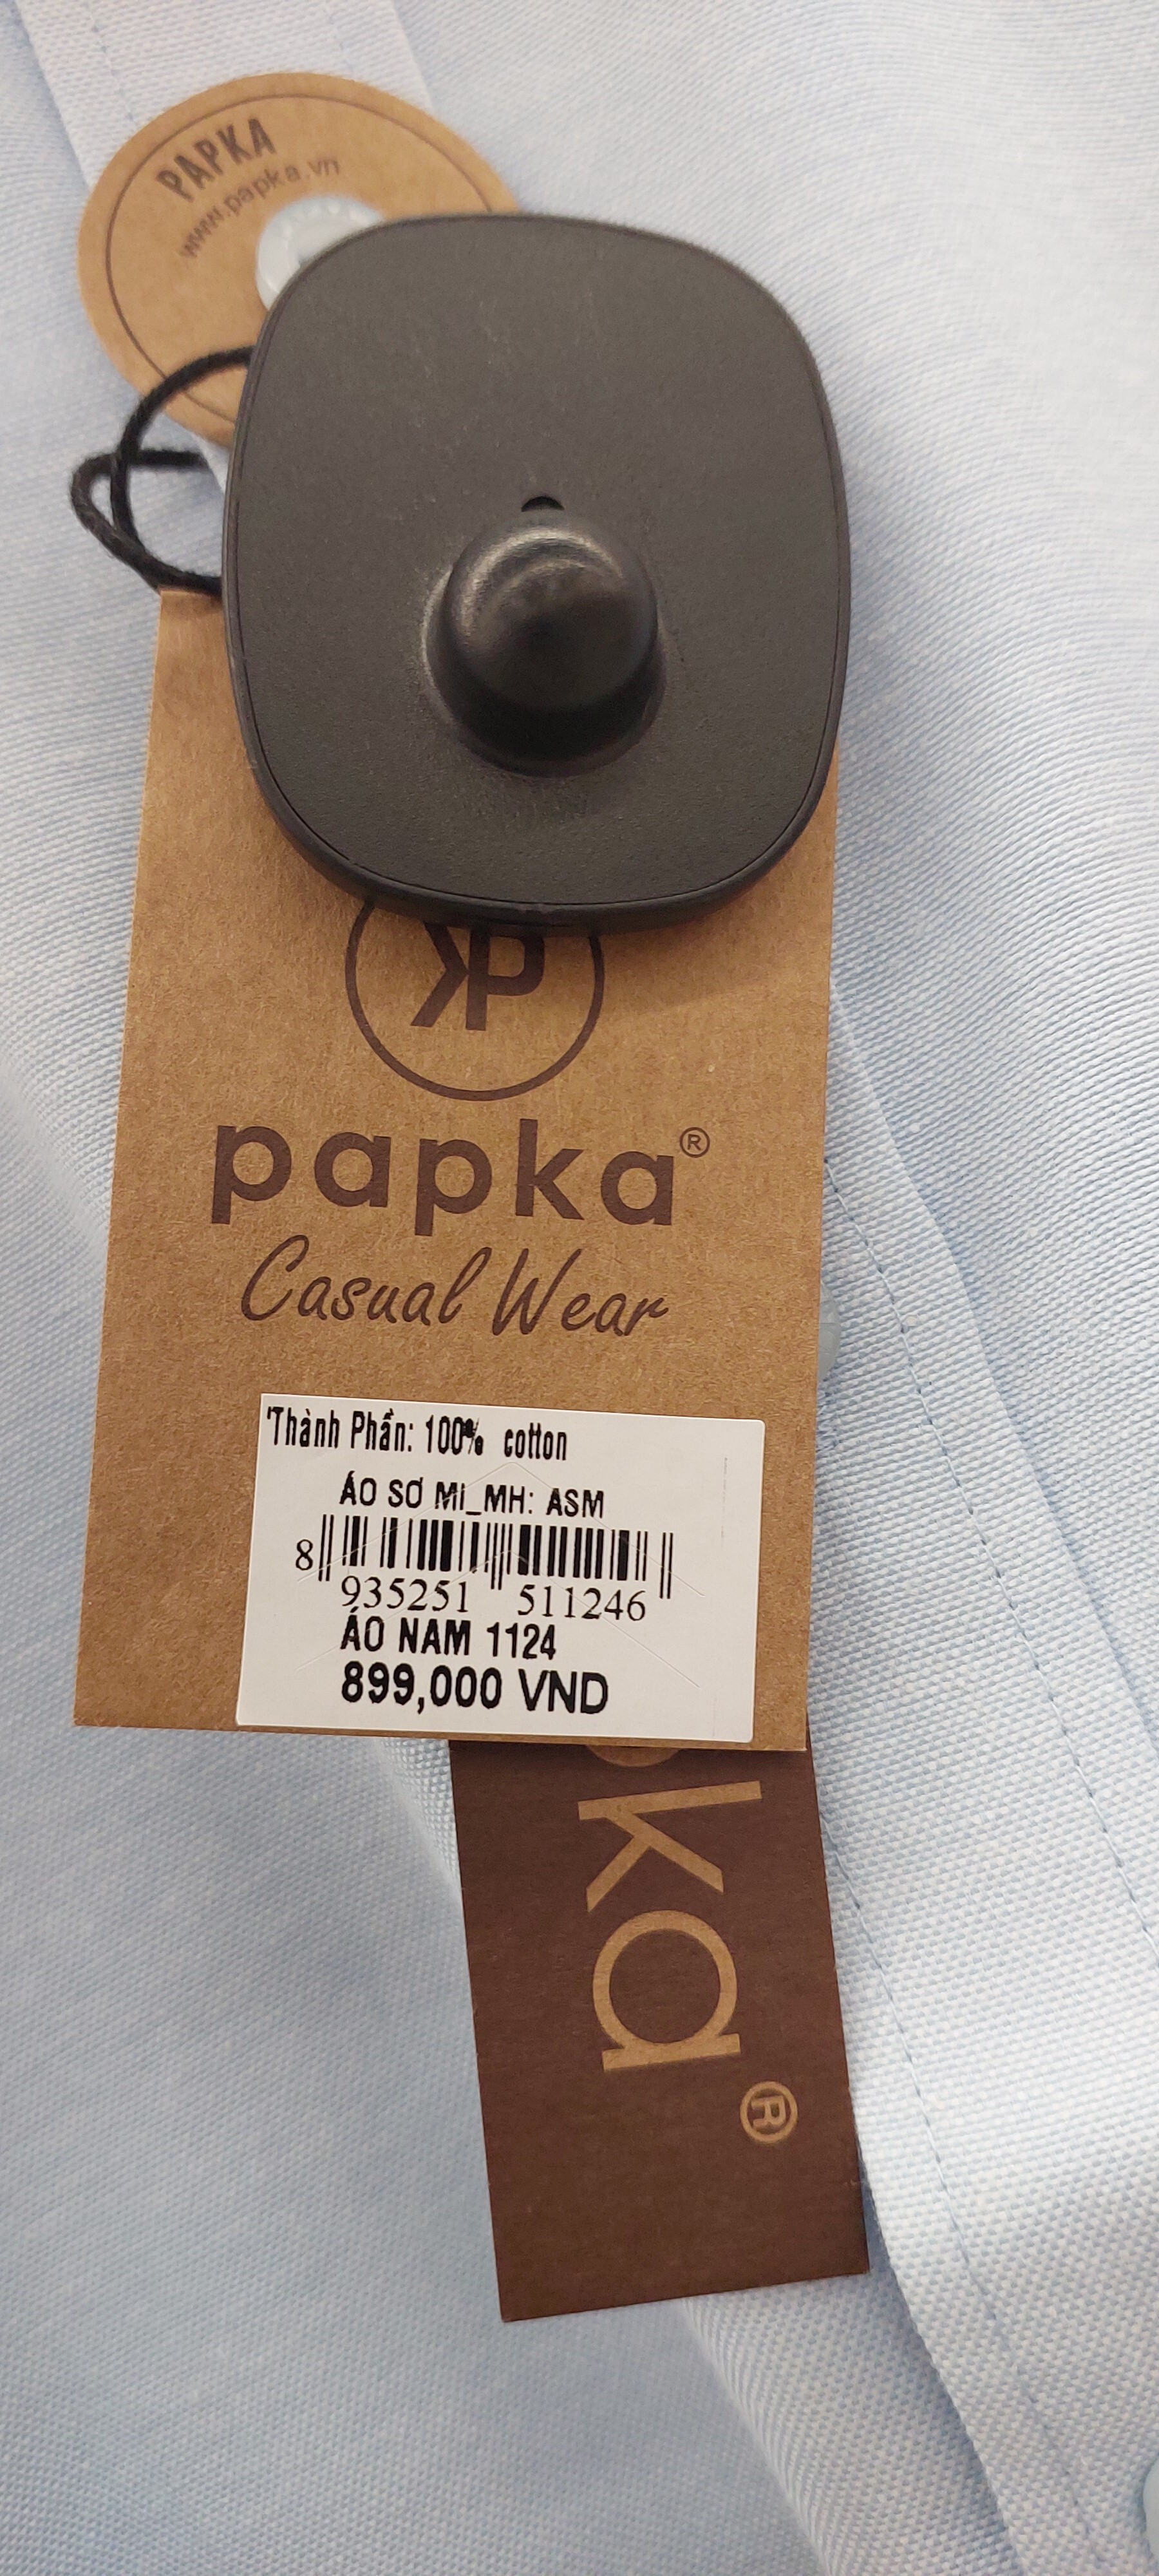 PAPKA
www.papka.vn
KP
papka®
Casual Wear
'Thành Phần: 100% cotton
ÁO SƠ MI_MH: ASM
8 935251 511246
ÁO NAM 1124
899,000 VND
ka®